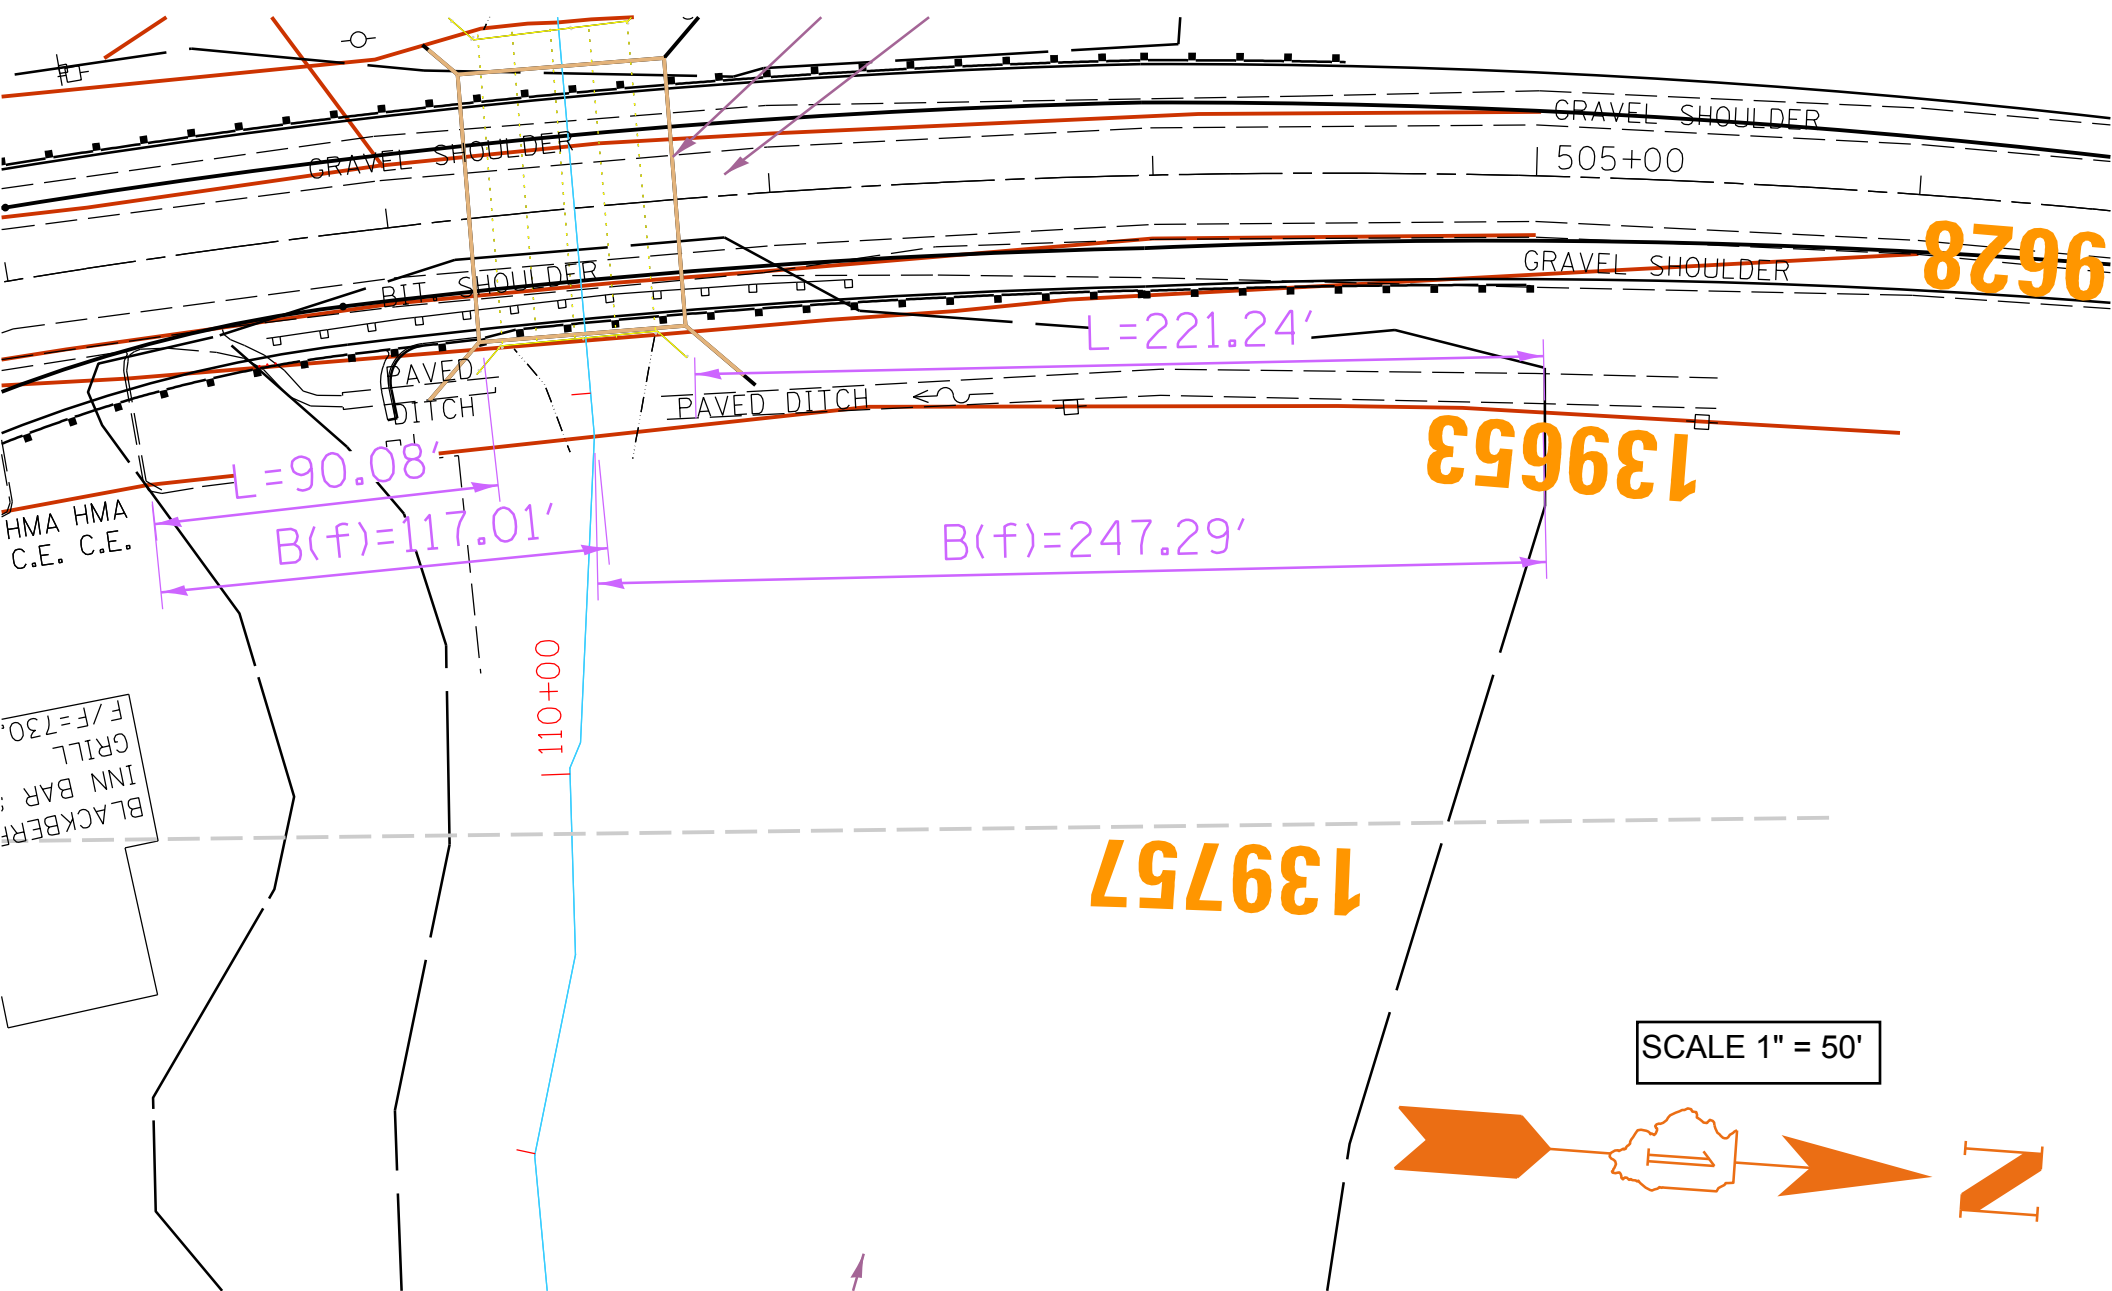 GRAVEL SHOULDER
GRAVEL SHOULDER
505+00
9628
GRAVEL SHOULDER
BIT. SHOULDER
L=221.24'
PAVED
DITCH
PAVED DITCH
139653
L=90.08'
HMA HMA
C.E. C.E.
B(f)=117.01'
B(f)=247.29'
110+00
BLACKBER
INN BAR
GRILL
F/F=730.
139757
SCALE 1" = 50'
N